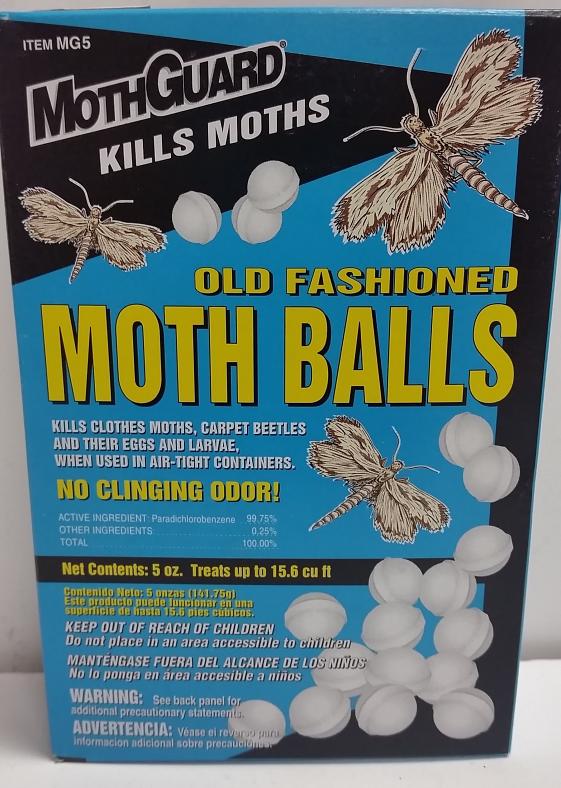 ITEM MG5
MOTHGUARD®
KILLS MOTHS
OLD FASHIONED
MOTH BALLS
KILLS CLOTHES MOTHS, CARPET BEETLES
AND THEIR EGGS AND LARVAE,
WHEN USED IN AIR-TIGHT CONTAINERS.
NO CLINGING ODOR!
ACTIVE INGREDIENT: Paradichlorobenzene 99.75%
OTHER INGREDIENTS 0.25%
TOTAL 100.00%
Net Contents: 5 oz. Treats up to 15.6 cu ft
Contenido Neto: 5 onzas (141.75g)
Este producto puede funcionar en una
superficie de hasta 15.6 pies cúbicos.
KEEP OUT OF REACH OF CHILDREN
Do not place in an area accessible to children
MANTÉNGASE FUERA DEL ALCANCE DE LOS NIÑOS
No lo ponga en área accesible a niños
WARNING: See back panel for
additional precautionary statements.
ADVERTENCIA: Véase el reverso para
informacion adicional sobre precauciones.